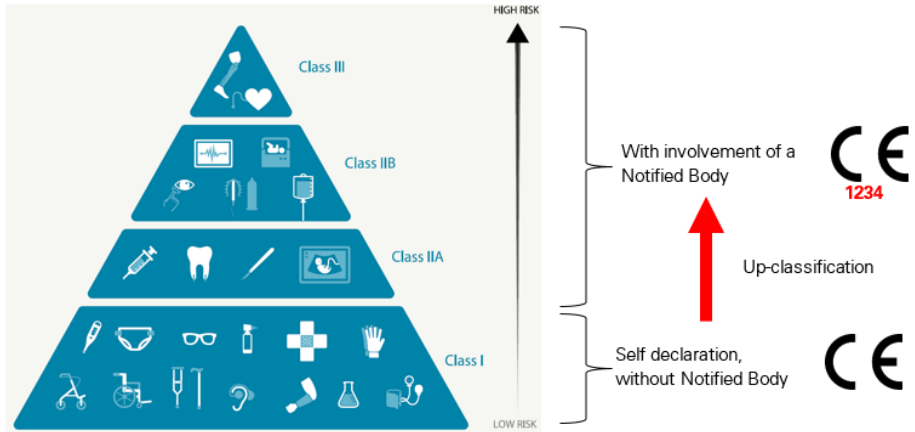 HIGH RISK
Class III
Class IIB
With involvement of a
Notified Body
CE
1234
Class IIA
Up-classification
Class I
Self declaration,
without Notified Body
CE
LOW RISK